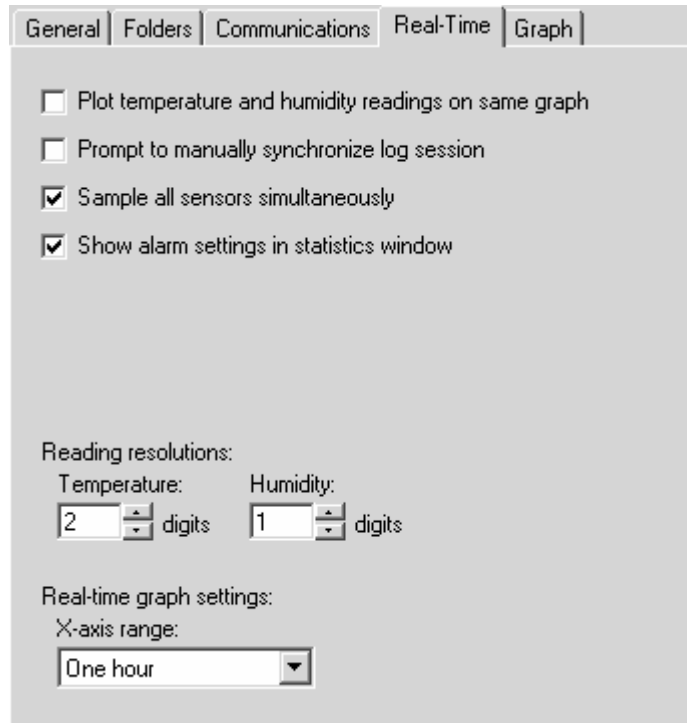 General Folders Communications Real-Time Graph
Plot temperature and humidity readings on same graph
Prompt to manually synchronize log session
Sample all sensors simultaneously
Show alarm settings in statistics window
Reading resolutions:
Temperature: Humidity:
2 digits 1 digits
Real-time graph settings:
X-axis range:
One hour